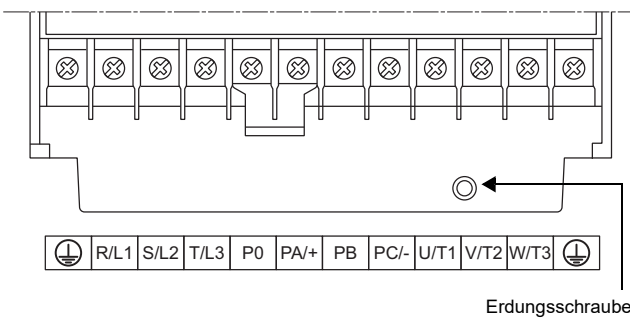 R/L1 S/L2 T/L3 P0 PA/+ PB PC/- U/T1 V/T2 W/T3
Erdungsschraube